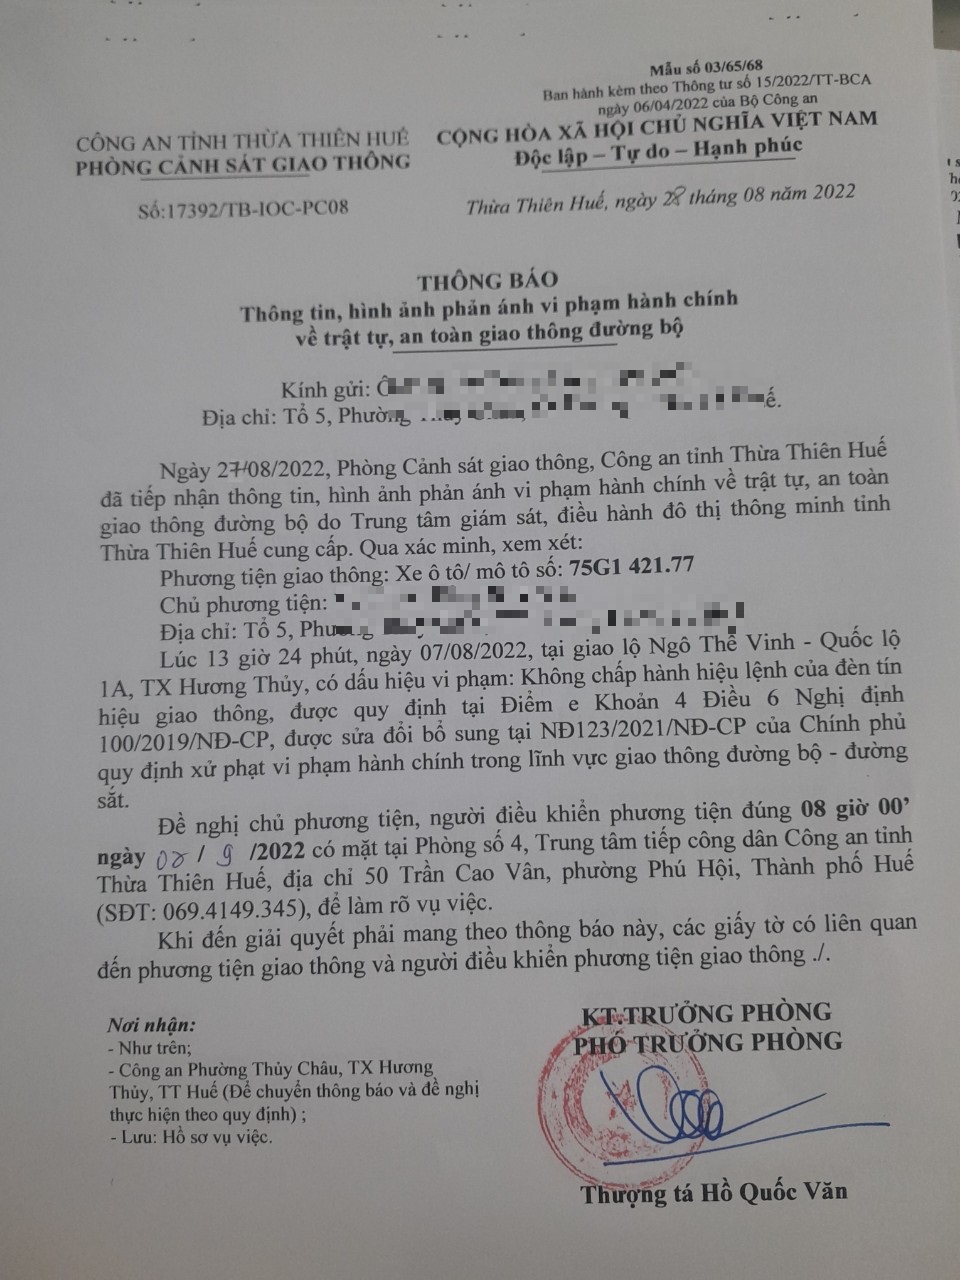 Mẫu số 03/65/68
Ban hành kèm theo Thông tư số 15/2022/TT-BCA
ngày 06/04/2022 của Bộ Công an
CÔNG AN TỈNH THỪA THIÊN HUẾ
PHÒNG CẢNH SÁT GIAO THÔNG
CỘNG HÒA XÃ HỘI CHỦ NGHĨA VIỆT NAM
Độc lập – Tự do – Hạnh phúc
Số:17392/TB-IOC-PC08
Thừa Thiên Huế, ngày 28 tháng 08 năm 2022
THÔNG BÁO
Thông tin, hình ảnh phản ánh vi phạm hành chính
về trật tự, an toàn giao thông đường bộ
Kính gửi:
Địa chỉ: Tổ 5, Phường
Ngày 27/08/2022, Phòng Cảnh sát giao thông, Công an tỉnh Thừa Thiên Huế
đã tiếp nhận thông tin, hình ảnh phản ánh vi phạm hành chính về trật tự, an toàn
giao thông đường bộ do Trung tâm giám sát, điều hành đô thị thông minh tỉnh
Thừa Thiên Huế cung cấp. Qua xác minh, xem xét:
Phương tiện giao thông: Xe ô tô/ mô tô số: 75G1 421.77
Chủ phương tiện:
Địa chỉ: Tổ 5,
Lúc 13 giờ 24 phút, ngày 07/08/2022, tại giao lộ Ngô Thế Vinh - Quốc lộ
1A, TX Hương Thủy, có dấu hiệu vi phạm: Không chấp hành hiệu lệnh của đèn tín
hiệu giao thông, được quy định tại Điểm e Khoản 4 Điều 6 Nghị định
100/2019/NĐ-CP, được sửa đổi bổ sung tại NĐ123/2021/NĐ-CP của Chính phủ
quy định xử phạt vi phạm hành chính trong lĩnh vực giao thông đường bộ - đường
sắt.
Đề nghị chủ phương tiện, người điều khiển phương tiện đúng 08 giờ 00’
ngày 08 / 9 /2022 có mặt tại Phòng số 4, Trung tâm tiếp công dân Công an tỉnh
Thừa Thiên Huế, địa chỉ 50 Trần Cao Vân, phường Phú Hội, Thành phố Huế
(SĐT: 069.4149.345), để làm rõ vụ việc.
Khi đến giải quyết phải mang theo thông báo này, các giấy tờ có liên quan
đến phương tiện giao thông và người điều khiển phương tiện giao thông ./.
Nơi nhận:
- Như trên;
- Công an Phường Thủy Châu, TX Hương
Thủy, TT Huế (Để chuyển thông báo và đề nghị
thực hiện theo quy định) ;
- Lưu: Hồ sơ vụ việc.
KT.TRƯỞNG PHÒNG
PHÓ TRƯỞNG PHÒNG
Thượng tá Hồ Quốc Văn